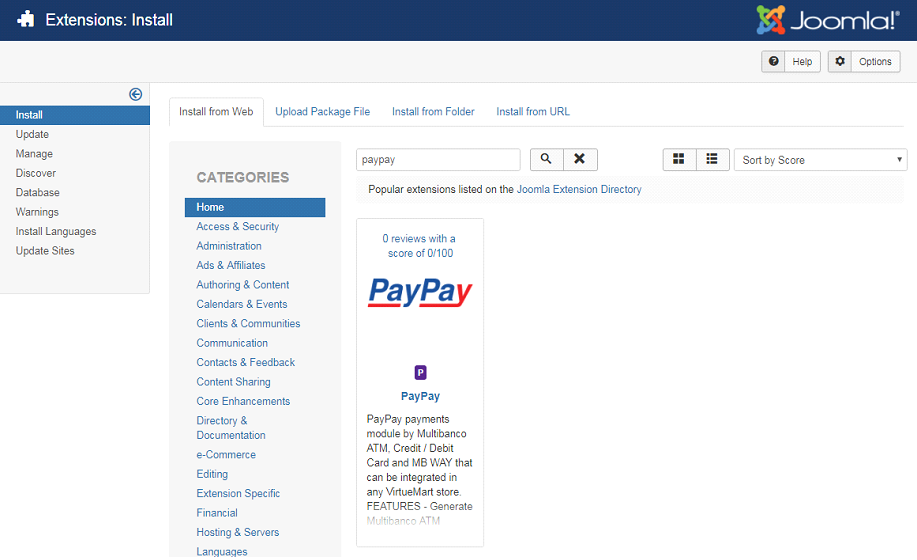 Extensions: Install
Joomla!®
Help
Options
Install
Update
Manage
Discover
Database
Warnings
Install Languages
Update Sites
Install from Web
Upload Package File
Install from Folder
Install from URL
CATEGORIES
Home
Access & Security
Administration
Ads & Affiliates
Authoring & Content
Calendars & Events
Clients & Communities
Communication
Contacts & Feedback
Content Sharing
Core Enhancements
Directory &
Documentation
e-Commerce
Editing
Extension Specific
Financial
Hosting & Servers
Languages
paypay
Sort by Score
Popular extensions listed on the Joomla Extension Directory
0 reviews with a
score of 0/100
PayPay
P
PayPay
PayPay payments
module by Multibanco
ATM, Credit / Debit
Card and MB WAY that
can be integrated in
any VirtueMart store.
FEATURES - Generate
Multibanco ATM